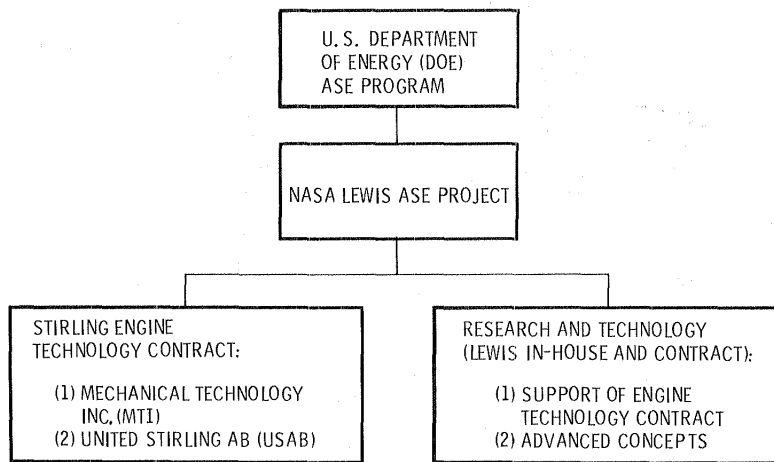 U. S. DEPARTMENT
OF ENERGY (DOE)
ASE PROGRAM
NASA LEWIS ASE PROJECT
STIRLING ENGINE
TECHNOLOGY CONTRACT:
(1) MECHANICAL TECHNOLOGY
INC. (MTI)
(2) UNITED STIRLING AB (USAB)
RESEARCH AND TECHNOLOGY
(LEWIS IN-HOUSE AND CONTRACT):
(1) SUPPORT OF ENGINE
TECHNOLOGY CONTRACT
(2) ADVANCED CONCEPTS